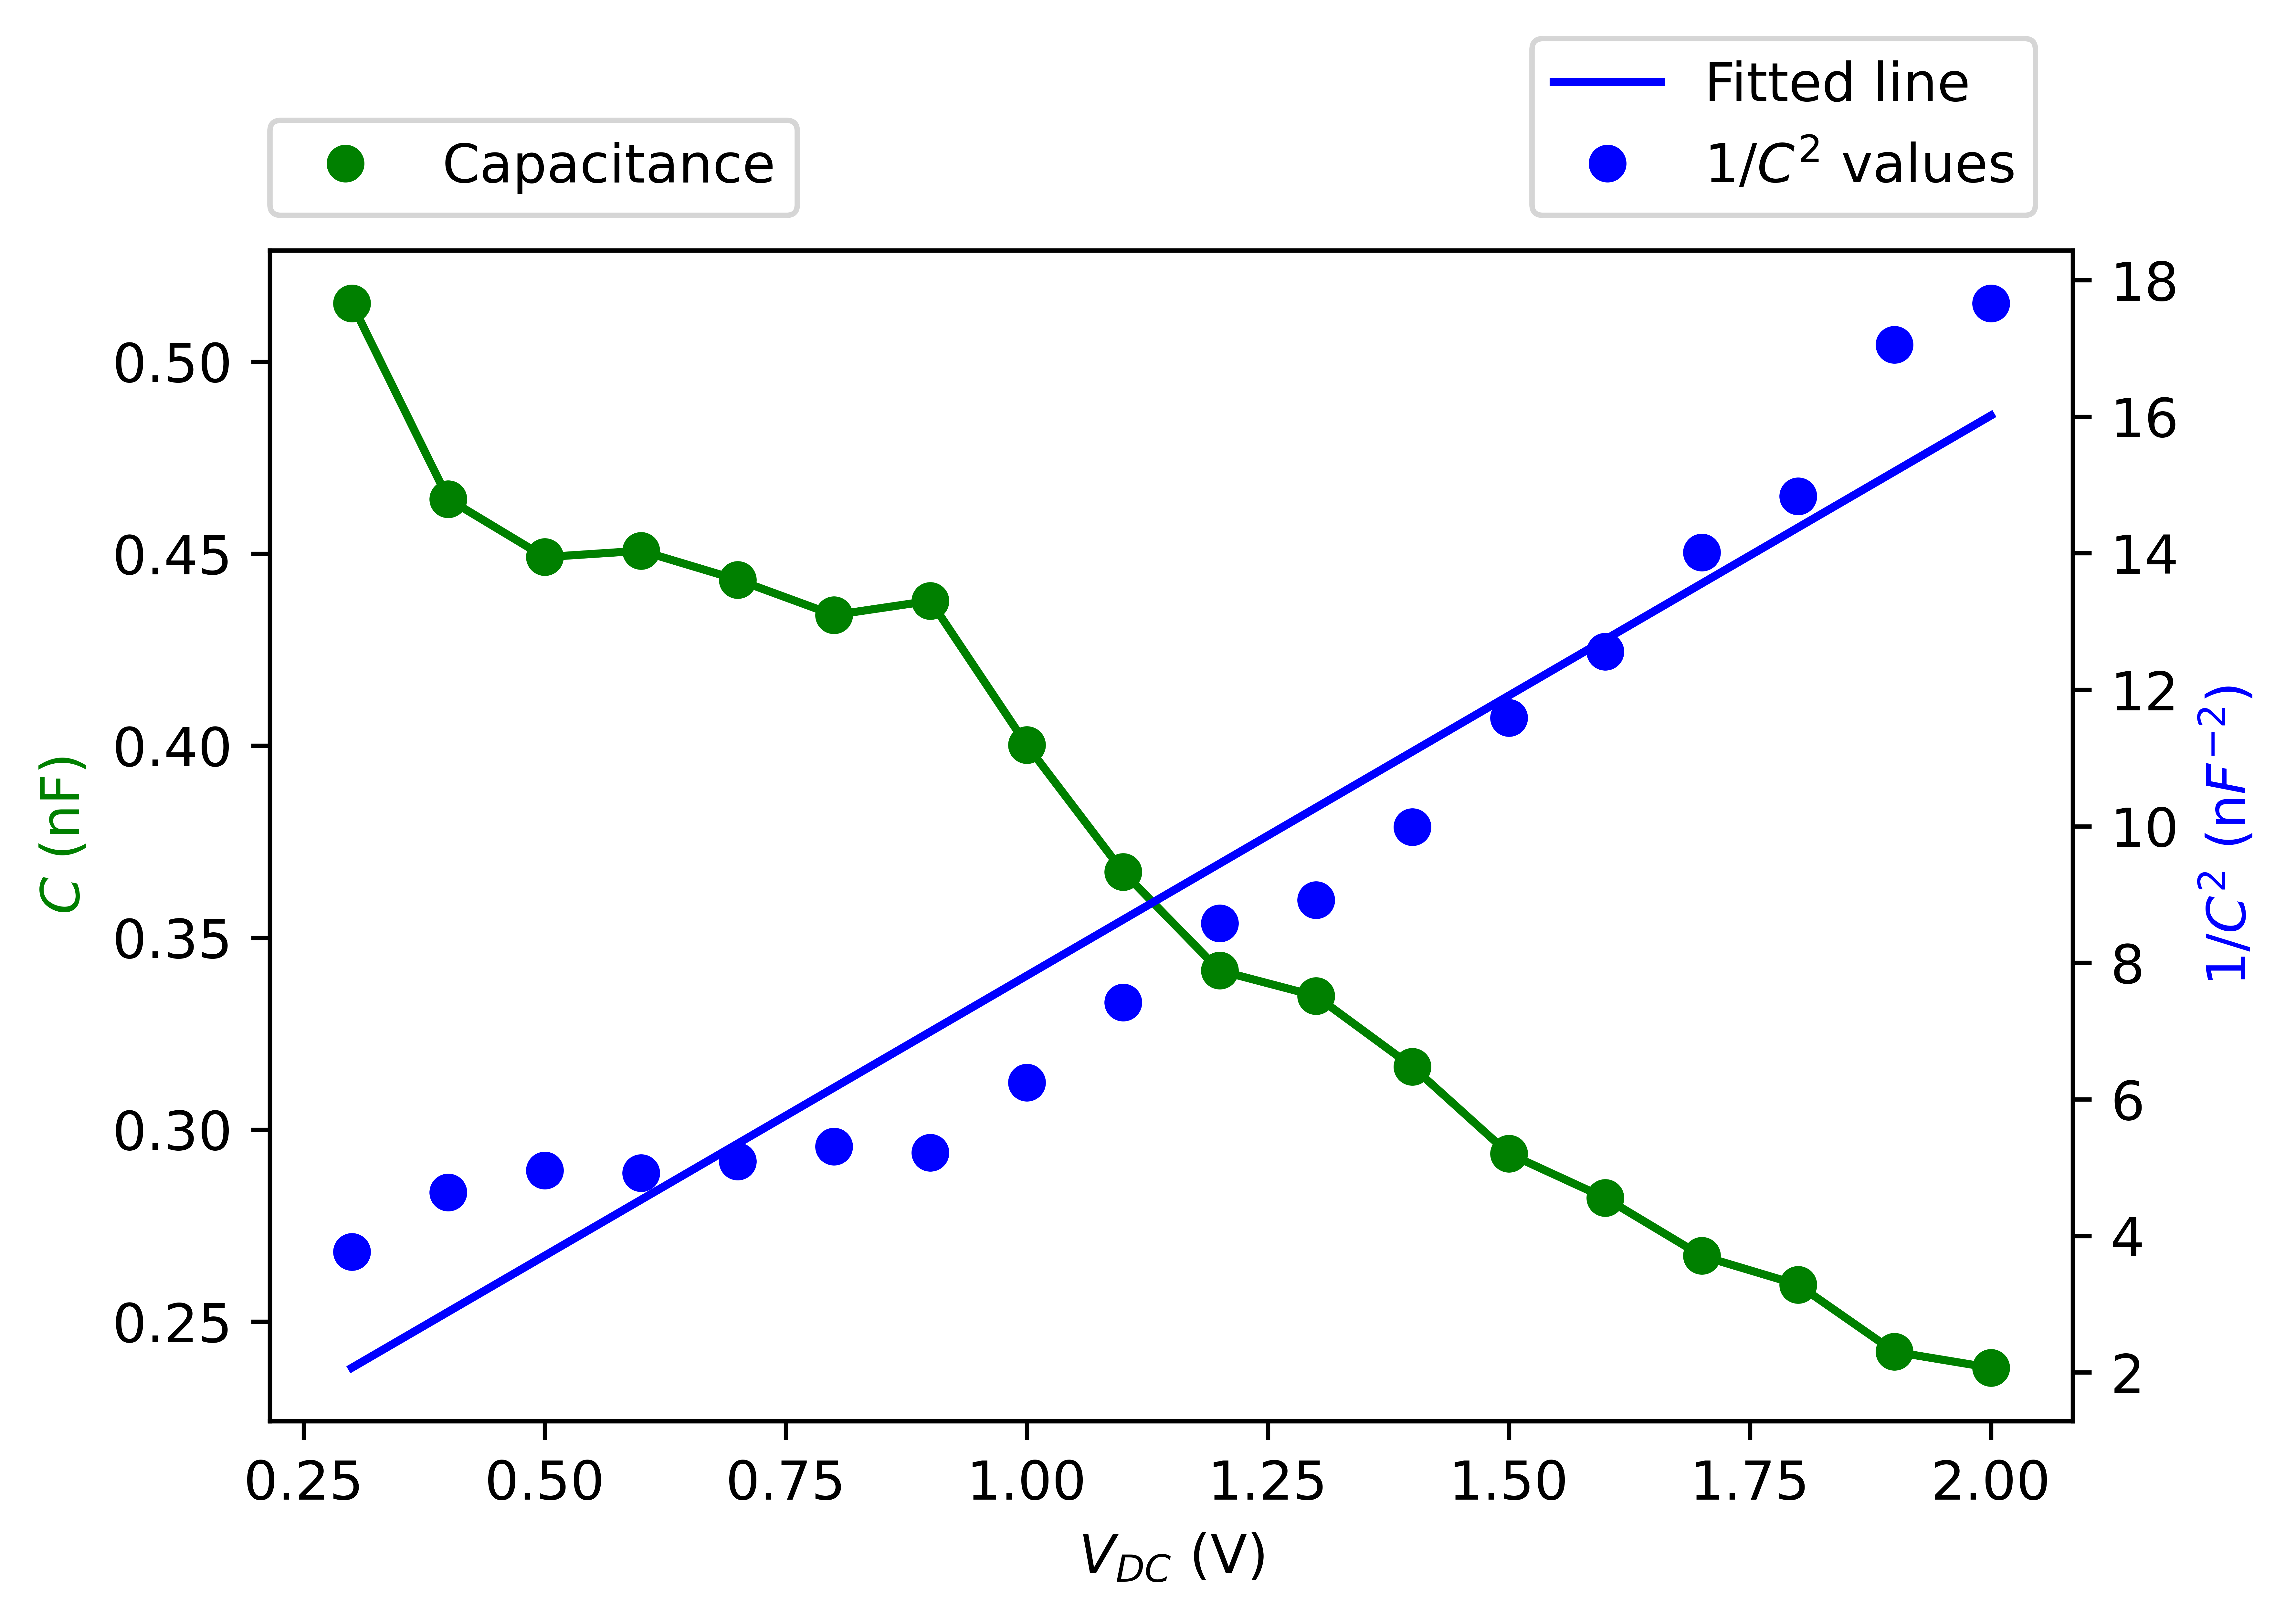 Capacitance
Fitted line
1/C² values
0.50
0.45
0.40
0.35
0.30
0.25
C (nF)
18
16
14
12
10
8
6
4
2
1/C² (nF⁻²)
0.25 0.50 0.75 1.00 1.25 1.50 1.75 2.00
V_DC (V)